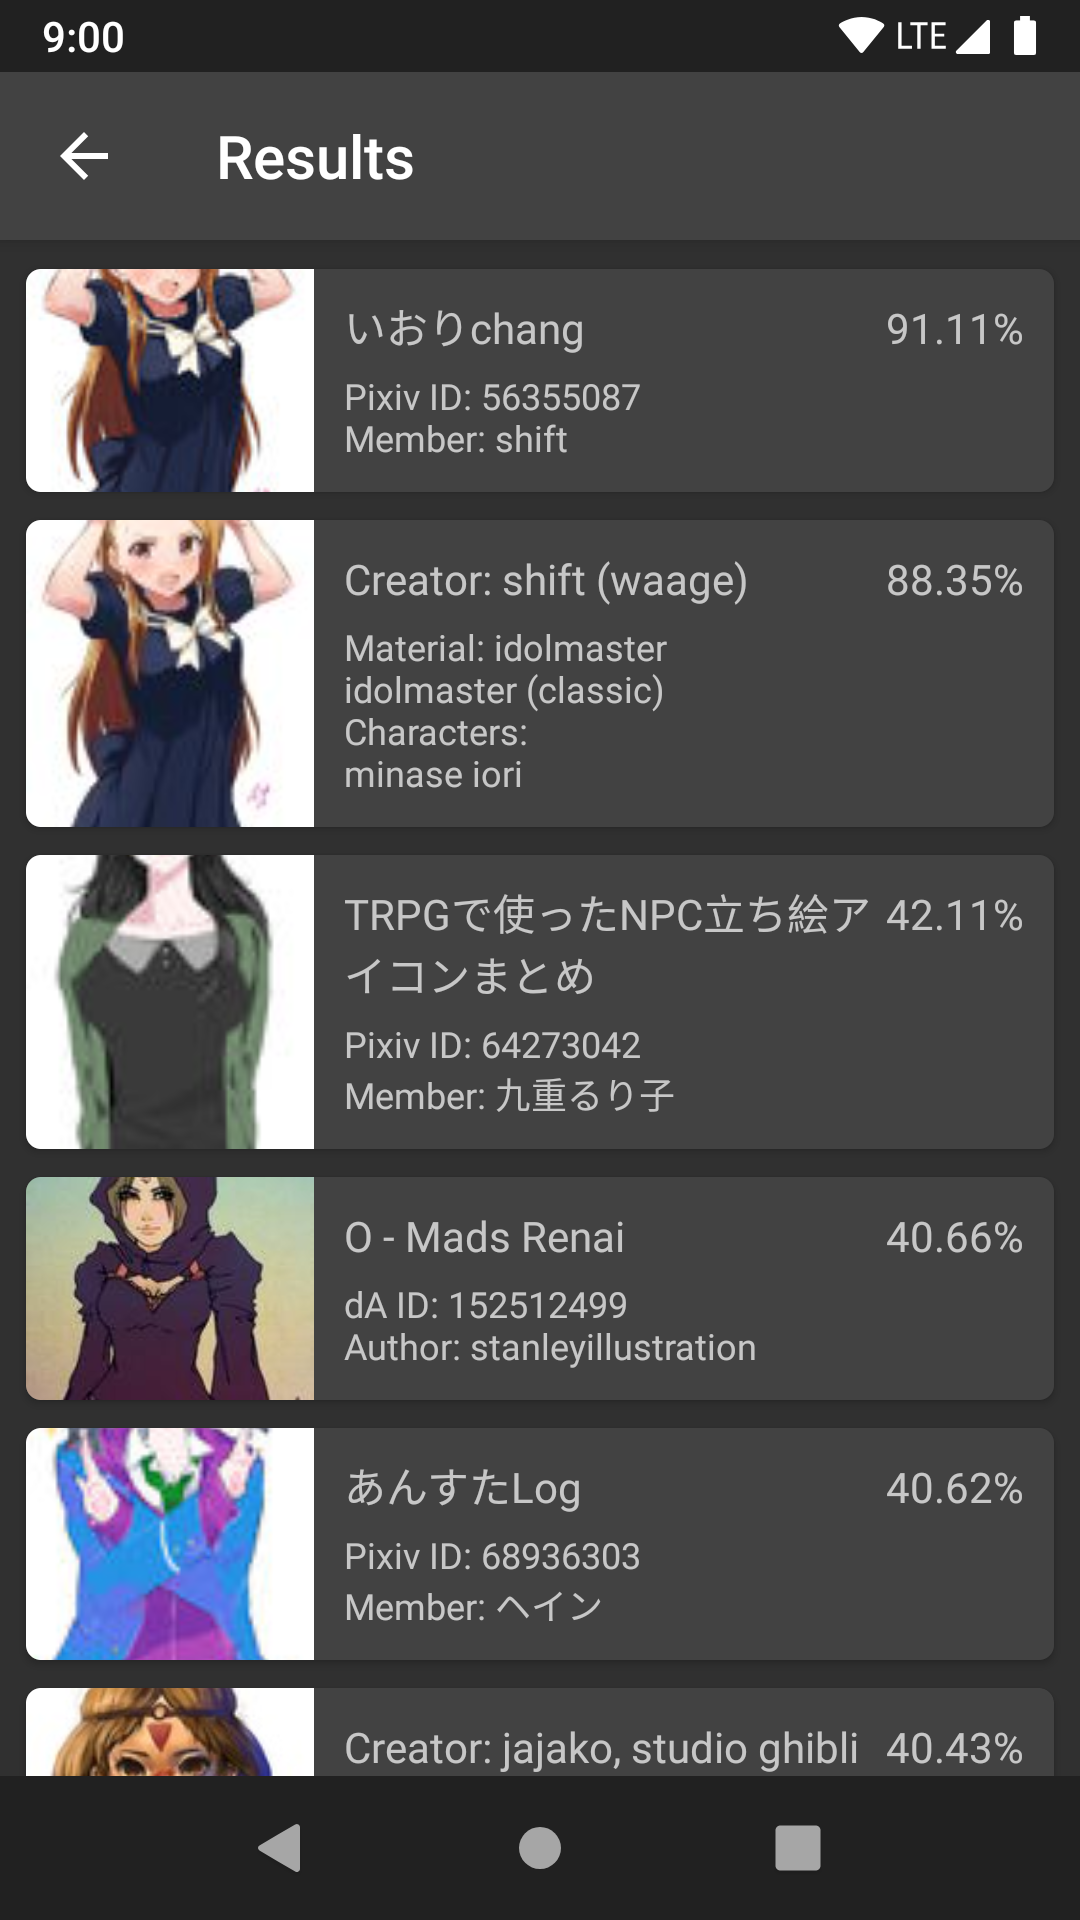 9:00
LTE
Results
いおりchang
91.11%
Pixiv ID: 56355087
Member: shift
Creator: shift (waage)
88.35%
Material: idolmaster
idolmaster (classic)
Characters:
minase iori
TRPGで使ったNPC立ち絵ア
42.11%
イコンまとめ
Pixiv ID: 64273042
Member: 九重るり子
O - Mads Renai
40.66%
dA ID: 152512499
Author: stanleyillustration
あんすたLog
40.62%
Pixiv ID: 68936303
Member: ヘイン
Creator: jajako, studio ghibli
40.43%